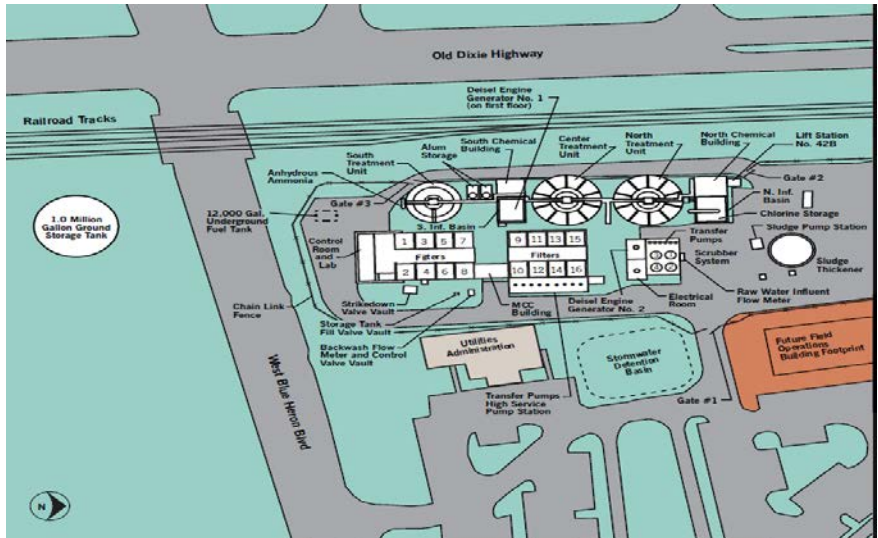 Old Dixie Highway
Deisel Engine
Generator No. 1
(on first floor)
Railroad Tracks
South Chemical
Building
Center
Treatment
Unit
North
Treatment
Unit
North Chemical
Building
Lift Station
No. 42B
Alum
Storage
South
Treatment
Unit
Anhydrous
Ammonia
Gate #3
Gate #2
N. Inf.
Basin
Chlorine Storage
12,000 Gal.
Underground
Fuel Tank
S. Inf. Basin
1.0 Million
Gallon Ground
Storage Tank
Control
Room
and
Lab
1 3 5 7
Filters
2 4 6 8
9 11 13 15
Filters
10 12 14 16
Transfer
Pumps
Scrubber
System
Sludge Pump Station
Sludge
Thickener
3 1
4 2
Raw Water Influent
Flow Meter
Electrical
Room
Deisel Engine
Generator No. 2
MCC
Building
Chain Link
Fence
Strikedown
Valve Vault
Storage Tank
Fill Valve Vault
Backwash Flow
Meter and Control
Valve Vault
Utilities
Administration
Stormwater
Detention
Basin
Future Field
Operations
Building Footprint
Transfer Pumps
High Service
Pump Station
Gate #1
West Blue Heron Blvd
N